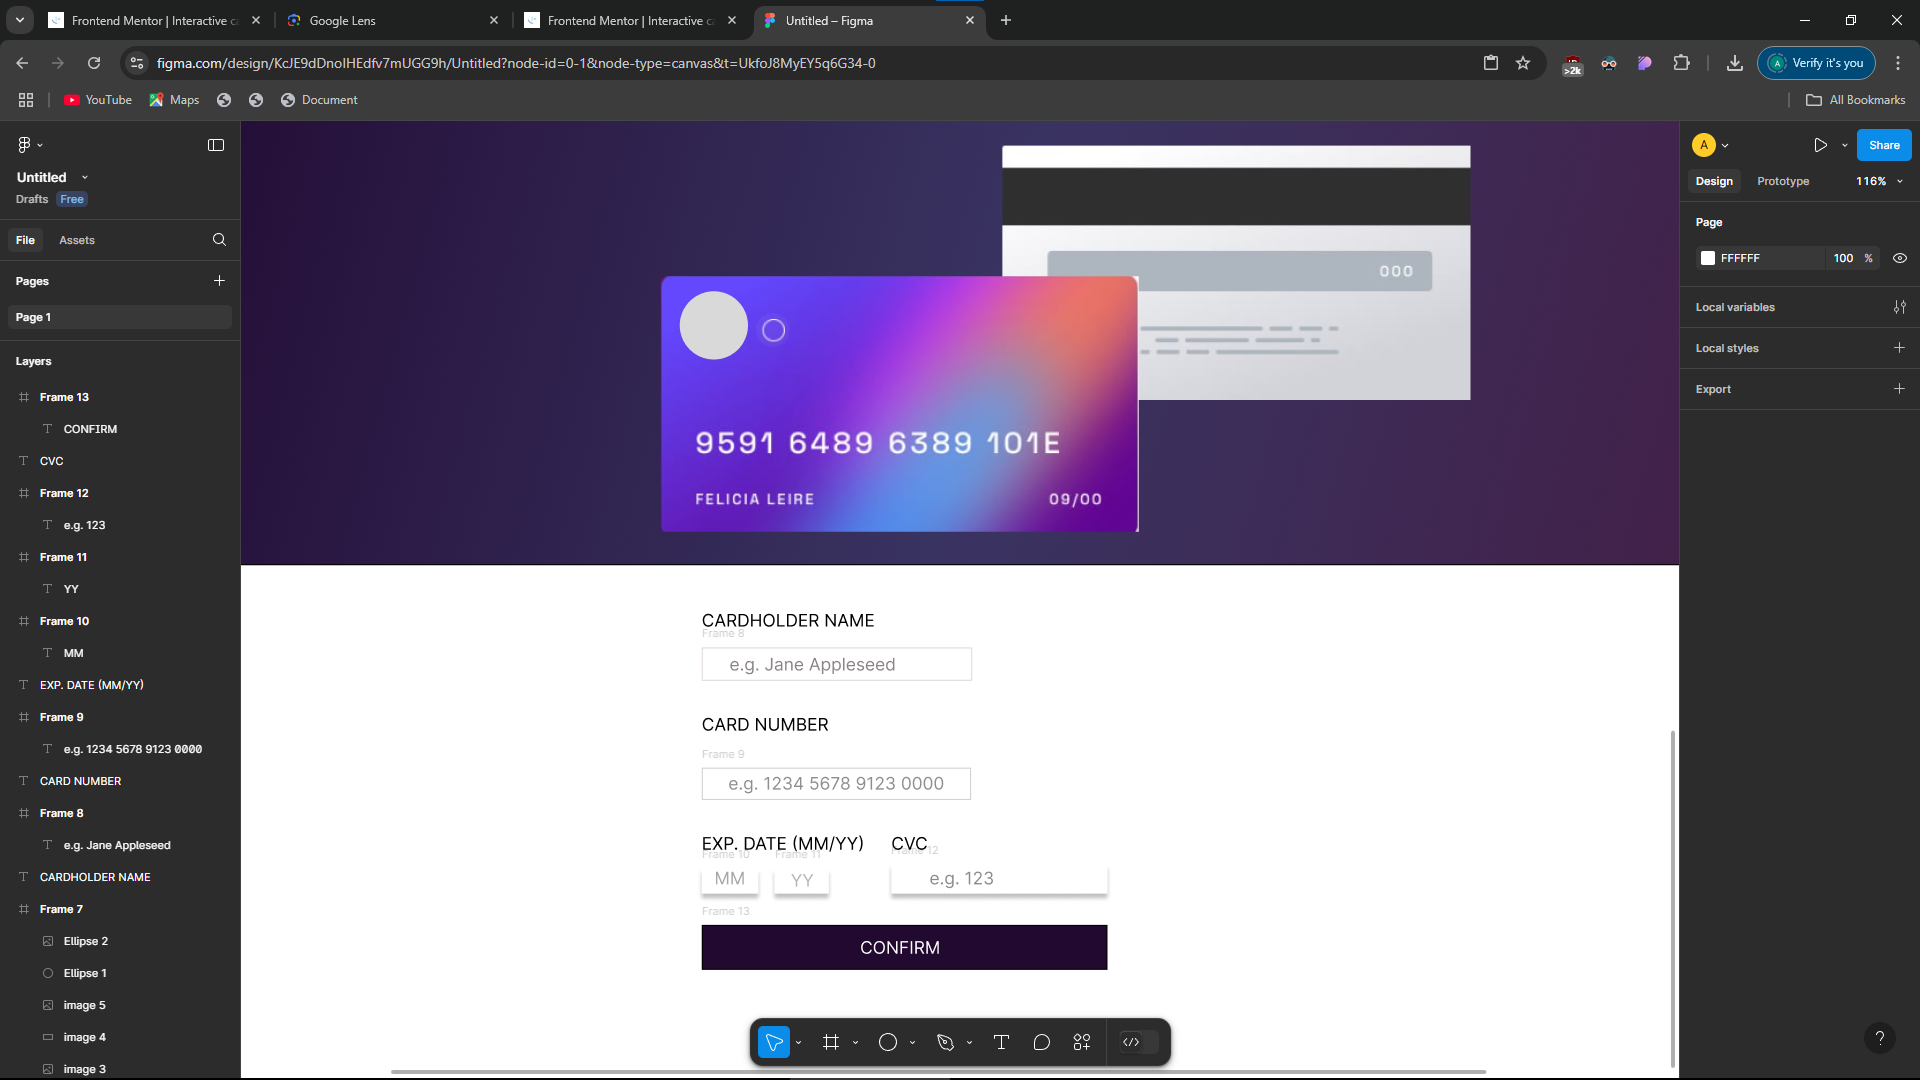 Frontend Mentor | Interactive ca
Google Lens
Frontend Mentor | Interactive ca
Untitled – Figma
figma.com/design/KcJE9dDnoIHEdfv7mUGG9h/Untitled?node-id=0-1&node-type=canvas&t=UkfoJ8MyEY5q6G34-0
>2k
A
Verify it's you
YouTube
Maps
Document
All Bookmarks
Untitled
Drafts
Free
File
Assets
Pages
Page 1
Layers
Frame 13
CONFIRM
CVC
Frame 12
e.g. 123
Frame 11
YY
Frame 10
MM
EXP. DATE (MM/YY)
Frame 9
e.g. 1234 5678 9123 0000
CARD NUMBER
Frame 8
e.g. Jane Appleseed
CARDHOLDER NAME
Frame 7
Ellipse 2
Ellipse 1
image 5
image 4
image 3
000
9591 6489 6389 101E
FELICIA LEIRE
09/00
CARDHOLDER NAME
Frame 8
e.g. Jane Appleseed
CARD NUMBER
Frame 9
e.g. 1234 5678 9123 0000
EXP. DATE (MM/YY)
CVC
Frame 10
Frame 11
Frame 12
MM
YY
e.g. 123
Frame 13
CONFIRM
A
Share
Design
Prototype
116%
Page
FFFFFF
100
%
Local variables
Local styles
Export
?